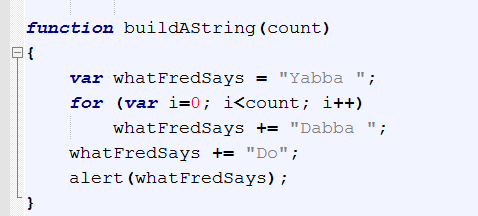 function buildAString(count)
{
    var whatFredSays = "Yabba ";
    for (var i=0; i<count; i++)
        whatFredSays += "Dabba ";
    whatFredSays += "Do";
    alert(whatFredSays);
}